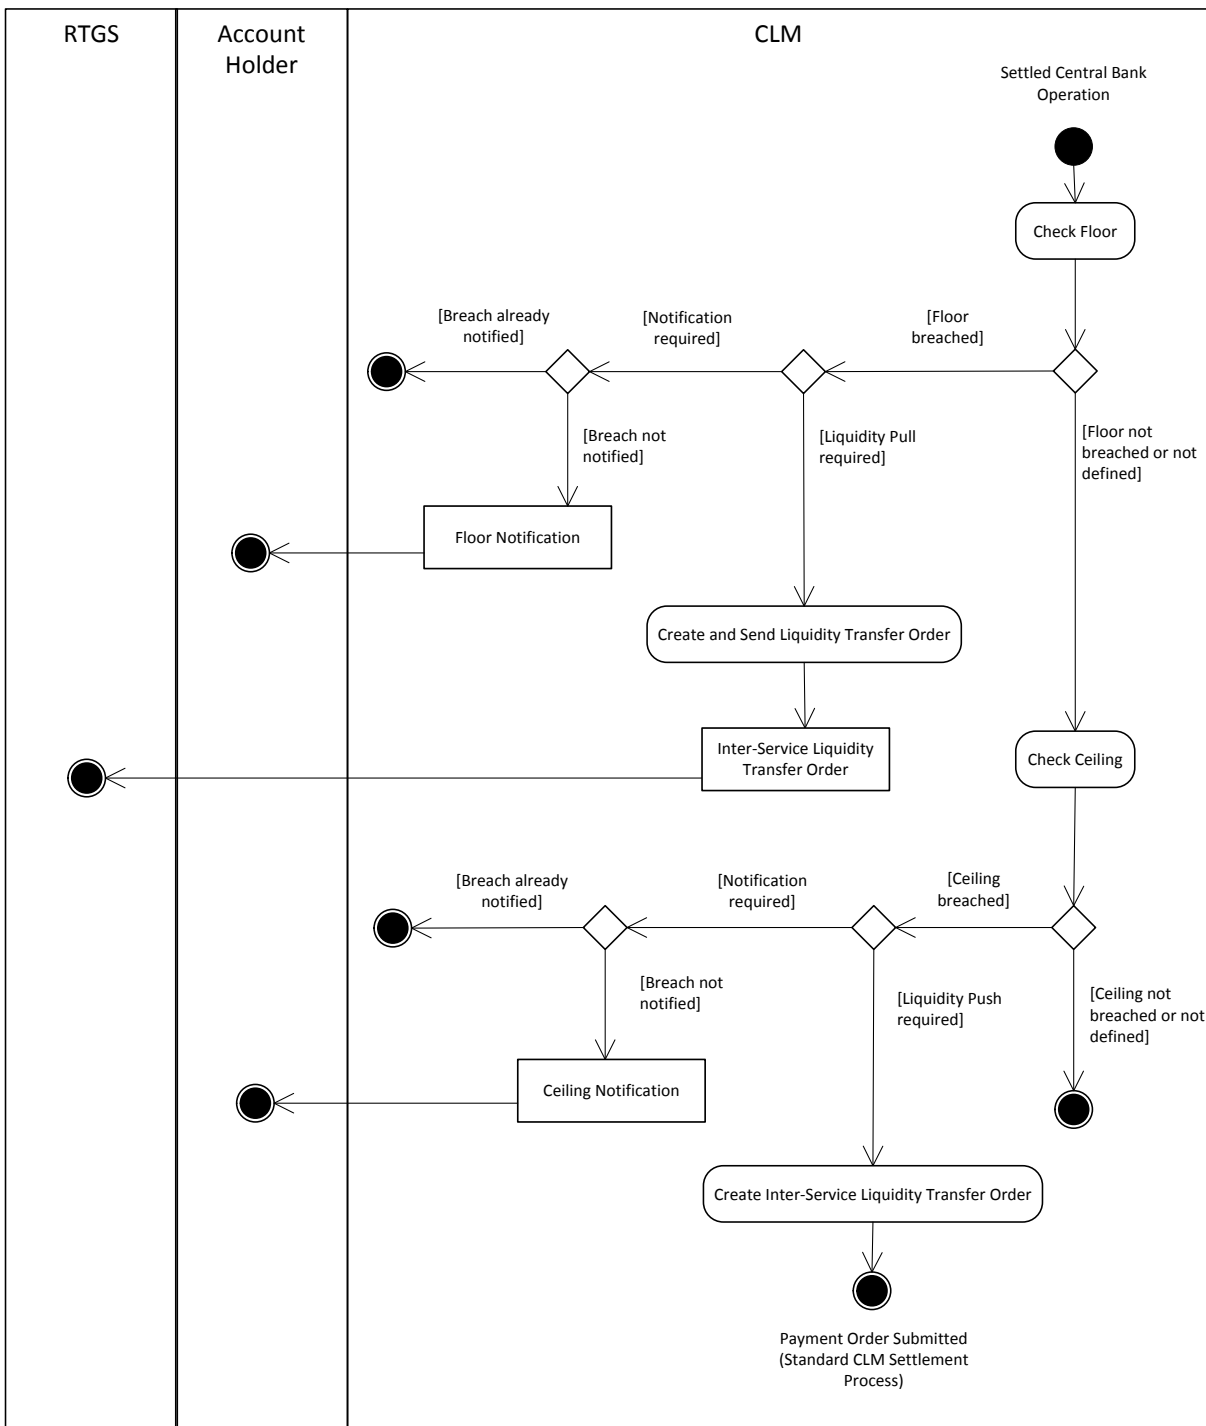 RTGS
Account
Holder
CLM
Settled Central Bank
Operation
Check Floor
[Breach already
notified]
[Notification
required]
[Floor
breached]
[Breach not
notified]
[Liquidity Pull
required]
[Floor not
breached or not
defined]
Floor Notification
Create and Send Liquidity Transfer Order
Inter-Service Liquidity
Transfer Order
Check Ceiling
[Breach already
notified]
[Notification
required]
[Ceiling
breached]
[Breach not
notified]
[Liquidity Push
required]
[Ceiling not
breached or not
defined]
Ceiling Notification
Create Inter-Service Liquidity Transfer Order
Payment Order Submitted
(Standard CLM Settlement
Process)